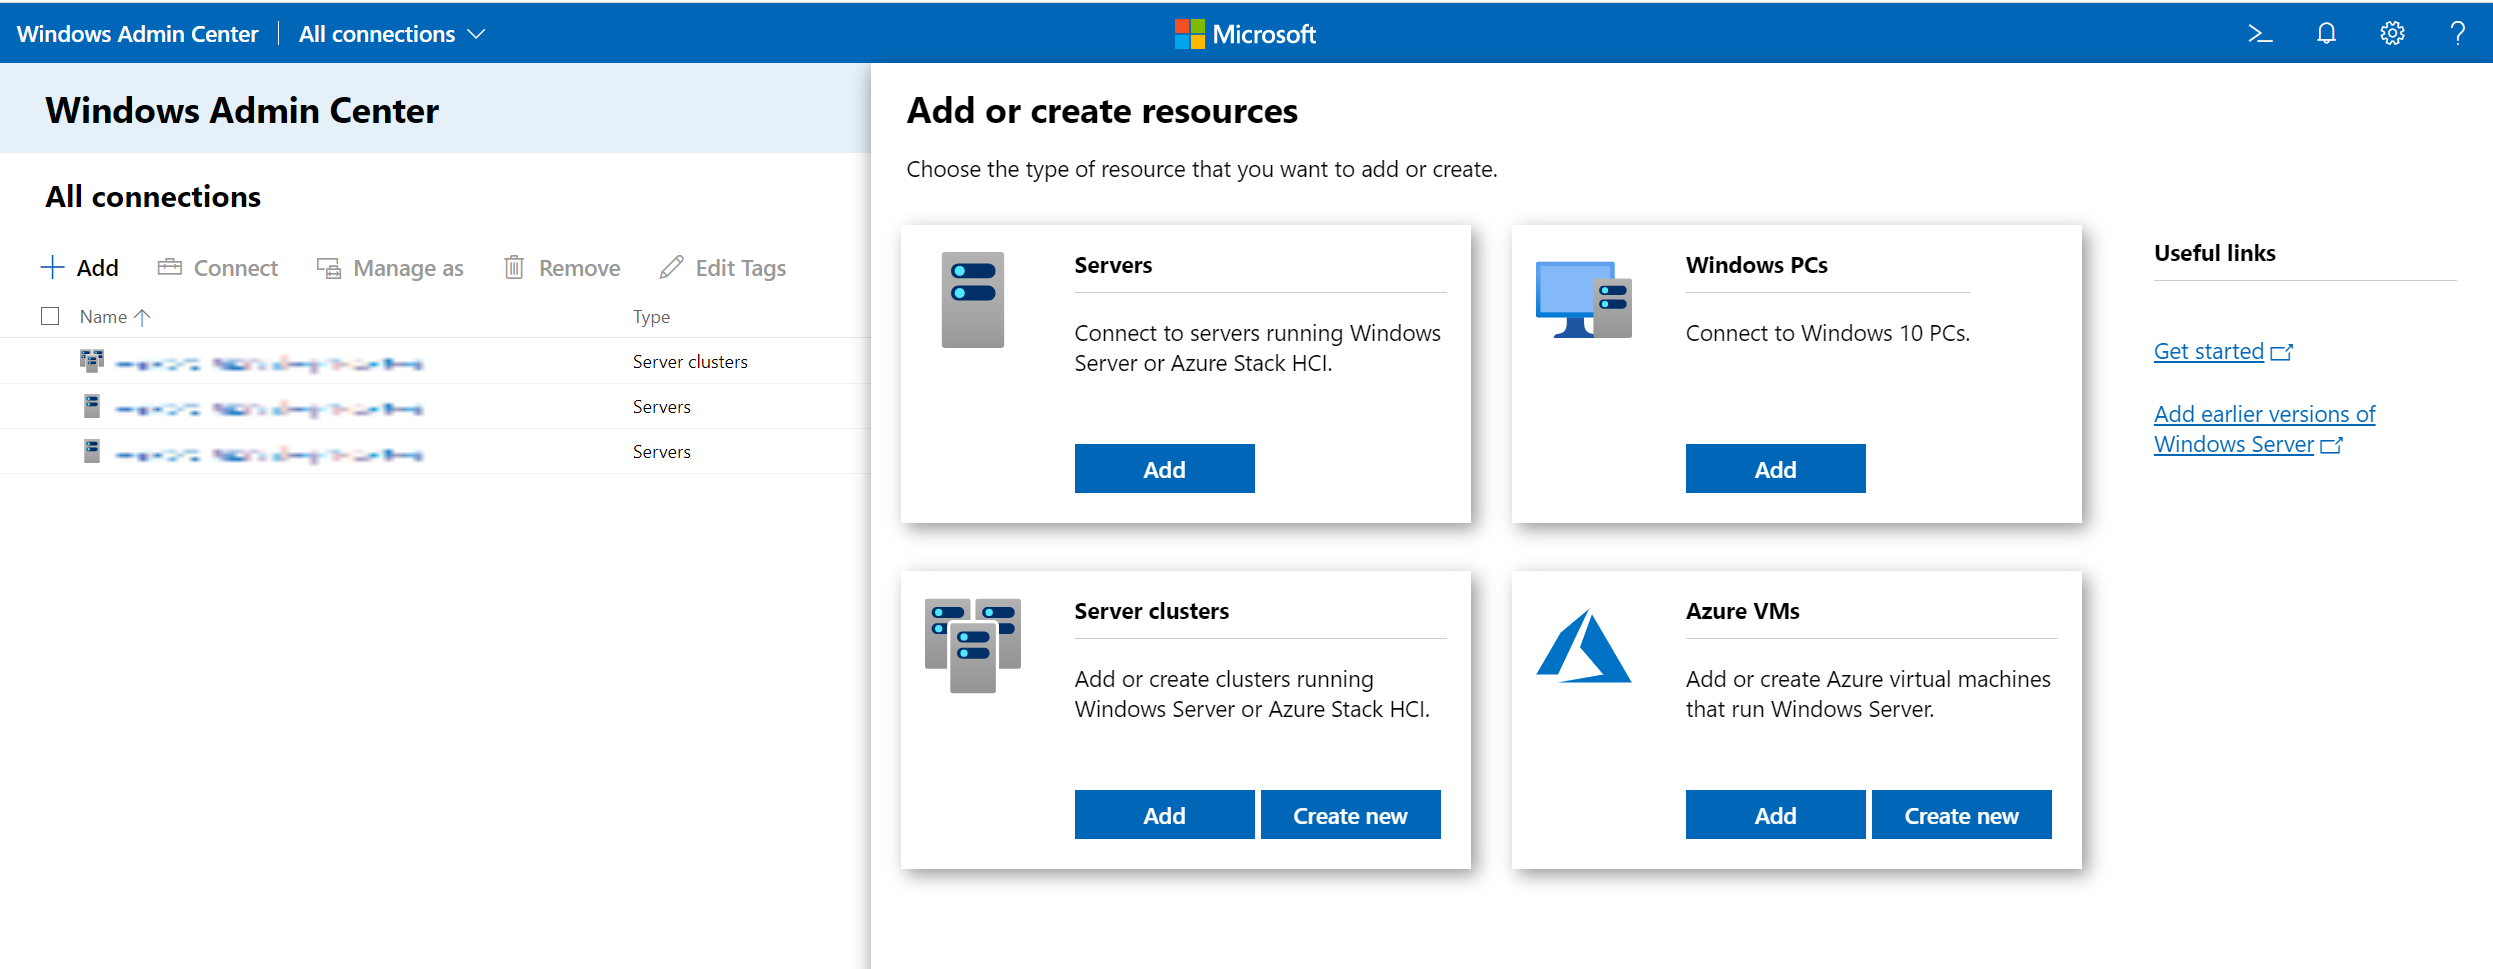 Windows Admin Center
All connections
Microsoft
Windows Admin Center
All connections
Add
Connect
Manage as
Remove
Edit Tags
Name
Type
Server clusters
Servers
Servers
Add or create resources
Choose the type of resource that you want to add or create.
Servers
Connect to servers running Windows
Server or Azure Stack HCI.
Add
Windows PCs
Connect to Windows 10 PCs.
Add
Server clusters
Add or create clusters running
Windows Server or Azure Stack HCI.
Add
Create new
Azure VMs
Add or create Azure virtual machines
that run Windows Server.
Add
Create new
Useful links
Get started
Add earlier versions of
Windows Server